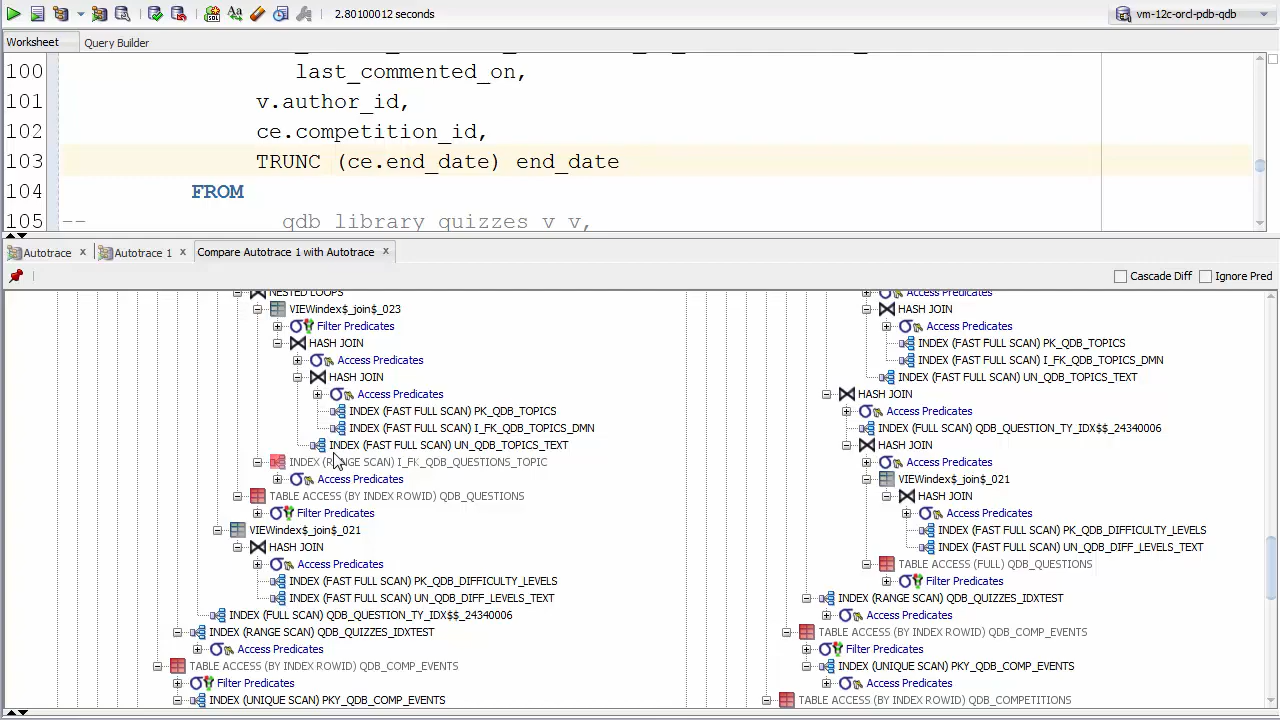 2.80100012 seconds
vm-12c-orcl-pdb-qdb
Worksheet
Query Builder
100 last_commented_on,
101 v.author_id,
102 ce.competition_id,
103 TRUNC (ce.end_date) end_date
104 FROM
105 -- qdb_library_quizzes_v v,
Autotrace
Autotrace 1
Compare Autotrace 1 with Autotrace
Cascade Diff
Ignore Pred
NESTED LOOPS
VIEWindex$_join$_023
Filter Predicates
HASH JOIN
Access Predicates
HASH JOIN
Access Predicates
INDEX (FAST FULL SCAN) PK_QDB_TOPICS
INDEX (FAST FULL SCAN) I_FK_QDB_TOPICS_DMN
INDEX (FAST FULL SCAN) UN_QDB_TOPICS_TEXT
INDEX (RANGE SCAN) I_FK_QDB_QUESTIONS_TOPIC
Access Predicates
TABLE ACCESS (BY INDEX ROWID) QDB_QUESTIONS
Filter Predicates
VIEWindex$_join$_021
HASH JOIN
Access Predicates
INDEX (FAST FULL SCAN) PK_QDB_DIFFICULTY_LEVELS
INDEX (FAST FULL SCAN) UN_QDB_DIFF_LEVELS_TEXT
INDEX (FULL SCAN) QDB_QUESTION_TY_IDX$$_24340006
INDEX (RANGE SCAN) QDB_QUIZZES_IDXTEST
Access Predicates
TABLE ACCESS (BY INDEX ROWID) QDB_COMP_EVENTS
Filter Predicates
INDEX (UNIQUE SCAN) PKY_QDB_COMP_EVENTS
Access Predicates
HASH JOIN
Access Predicates
INDEX (FAST FULL SCAN) PK_QDB_TOPICS
INDEX (FAST FULL SCAN) I_FK_QDB_TOPICS_DMN
INDEX (FAST FULL SCAN) UN_QDB_TOPICS_TEXT
HASH JOIN
Access Predicates
INDEX (FULL SCAN) QDB_QUESTION_TY_IDX$$_24340006
HASH JOIN
Access Predicates
VIEWindex$_join$_021
HASH JOIN
Access Predicates
INDEX (FAST FULL SCAN) PK_QDB_DIFFICULTY_LEVELS
INDEX (FAST FULL SCAN) UN_QDB_DIFF_LEVELS_TEXT
TABLE ACCESS (FULL) QDB_QUESTIONS
Filter Predicates
INDEX (RANGE SCAN) QDB_QUIZZES_IDXTEST
Access Predicates
TABLE ACCESS (BY INDEX ROWID) QDB_COMP_EVENTS
Filter Predicates
INDEX (UNIQUE SCAN) PKY_QDB_COMP_EVENTS
Access Predicates
TABLE ACCESS (BY INDEX ROWID) QDB_COMPETITIONS